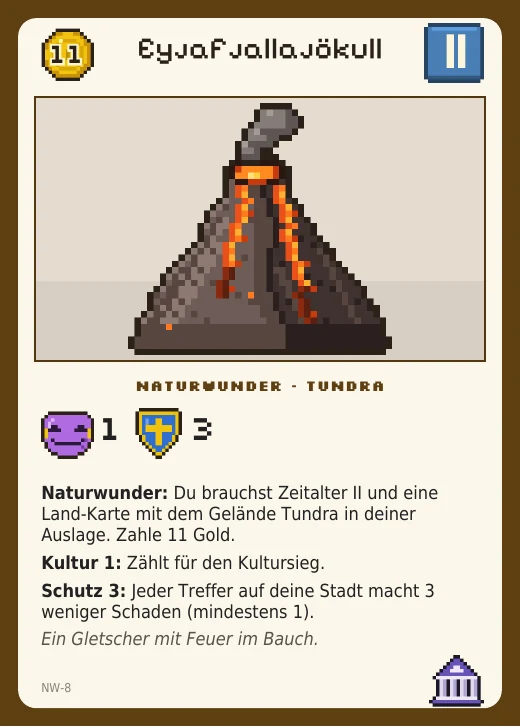 11
Eyjafjallajökull
II
NATURWUNDER - TUNDRA
1
3
Naturwunder: Du brauchst Zeitalter II und eine
Land-Karte mit dem Gelände Tundra in deiner
Auslage. Zahle 11 Gold.
Kultur 1: Zählt für den Kultursieg.
Schutz 3: Jeder Treffer auf deine Stadt macht 3
weniger Schaden (mindestens 1).
Ein Gletscher mit Feuer im Bauch.
NW-8